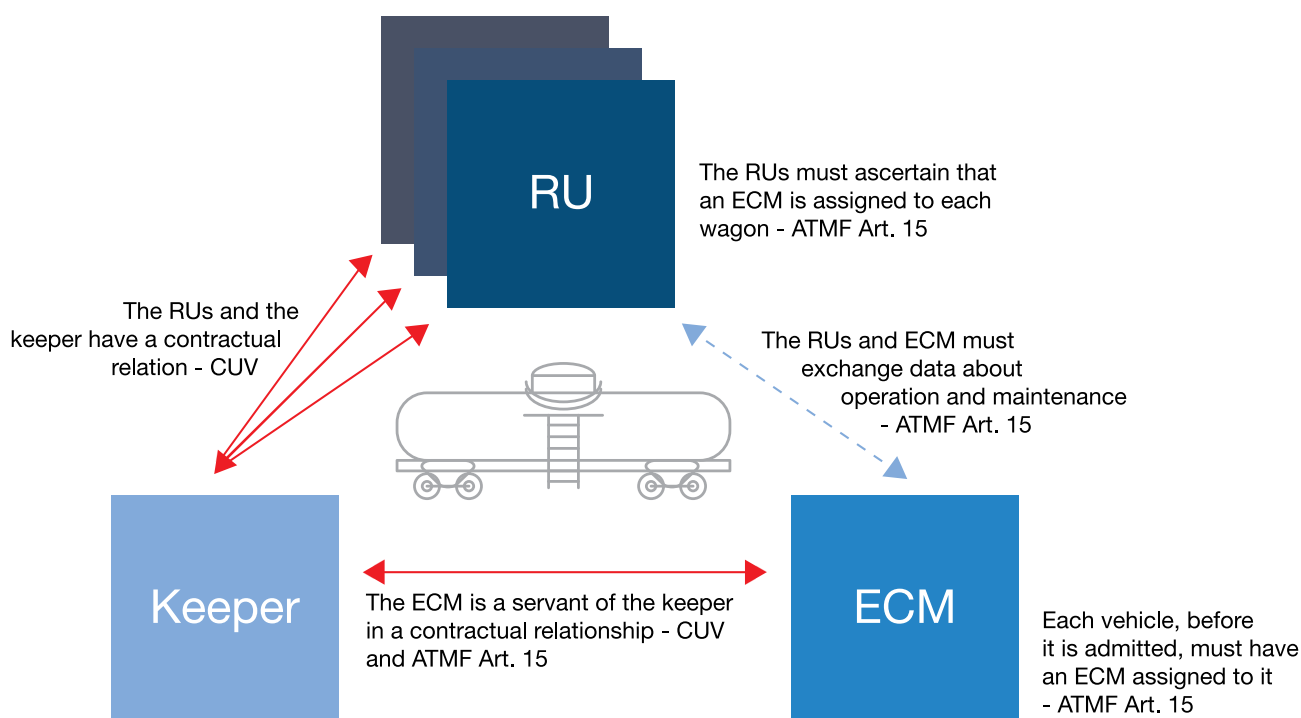 RU
The RUs must ascertain that
an ECM is assigned to each
wagon - ATMF Art. 15
The RUs and the
keeper have a contractual
relation - CUV
The RUs and ECM must
exchange data about
operation and maintenance
- ATMF Art. 15
Keeper
The ECM is a servant of the keeper
in a contractual relationship - CUV
and ATMF Art. 15
ECM
Each vehicle, before
it is admitted, must have
an ECM assigned to it
- ATMF Art. 15